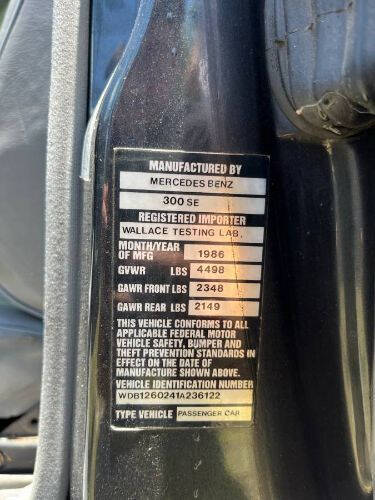 MANUFACTURED BY
MERCEDES BENZ
300 SE
REGISTERED IMPORTER
WALLACE TESTING LAB.
MONTH/YEAR
OF MFG 1986
GVWR LBS 4498
GAWR FRONT LBS 2348
GAWR REAR LBS 2149
THIS VEHICLE CONFORMS TO ALL
APPLICABLE FEDERAL MOTOR
VEHICLE SAFETY, BUMPER AND
THEFT PREVENTION STANDARDS IN
EFFECT ON THE DATE OF
MANUFACTURE SHOWN ABOVE.
VEHICLE IDENTIFICATION NUMBER
WDB1260241A236122
TYPE VEHICLE PASSENGER CAR